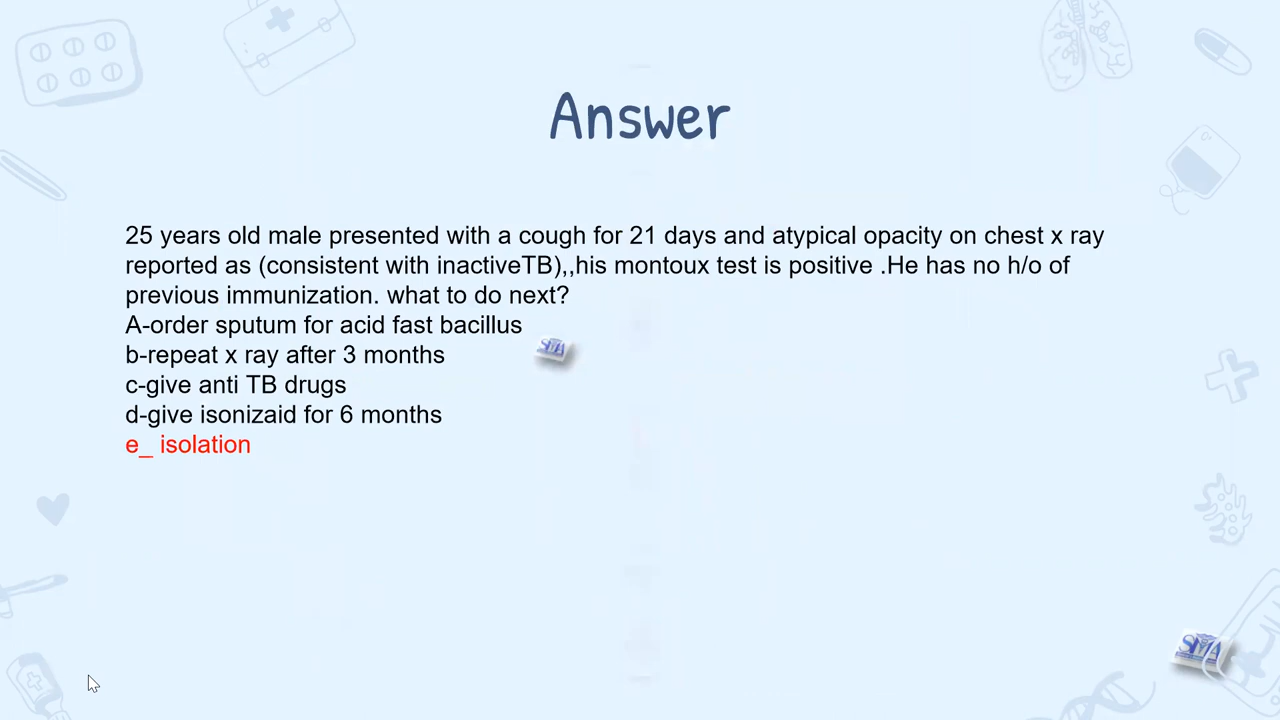 Answer
25 years old male presented with a cough for 21 days and atypical opacity on chest x ray
reported as (consistent with inactiveTB),,his montoux test is positive .He has no h/o of
previous immunization. what to do next?
A-order sputum for acid fast bacillus
b-repeat x ray after 3 months
c-give anti TB drugs
d-give isonizaid for 6 months
e_ isolation
SMA